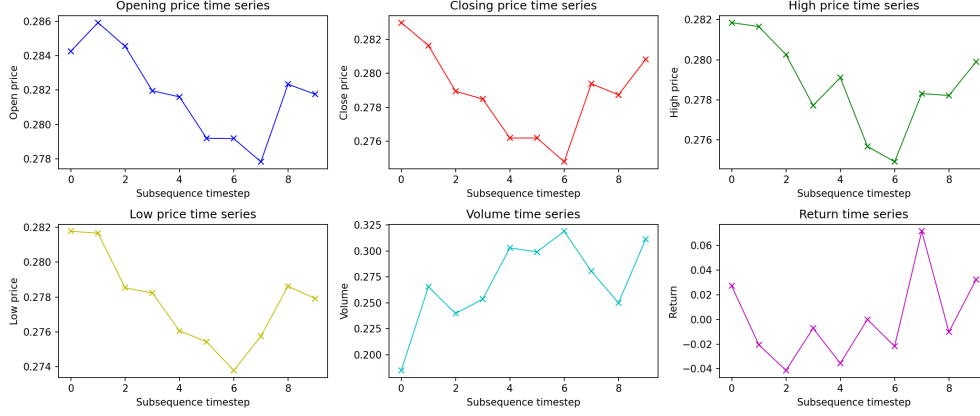 Opening price time series
Closing price time series
High price time series
0.286
0.284
0.282
0.280
0.278
Open price
0 2 4 6 8
Subsequence timestep
0.282
0.280
0.278
0.276
Close price
0 2 4 6 8
Subsequence timestep
0.282
0.280
0.278
0.276
High price
0 2 4 6 8
Subsequence timestep
Low price time series
Volume time series
Return time series
0.282
0.280
0.278
0.276
0.274
Low price
0 2 4 6 8
Subsequence timestep
0.325
0.300
0.275
0.250
0.225
0.200
Volume
0 2 4 6 8
Subsequence timestep
0.06
0.04
0.02
0.00
−0.02
−0.04
Return
0 2 4 6 8
Subsequence timestep